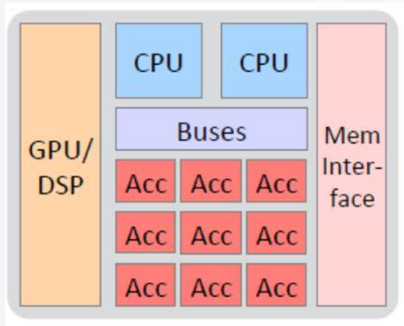 GPU/
DSP
CPU CPU
Buses
Acc Acc Acc
Acc Acc Acc
Acc Acc Acc
Mem
Inter-
face